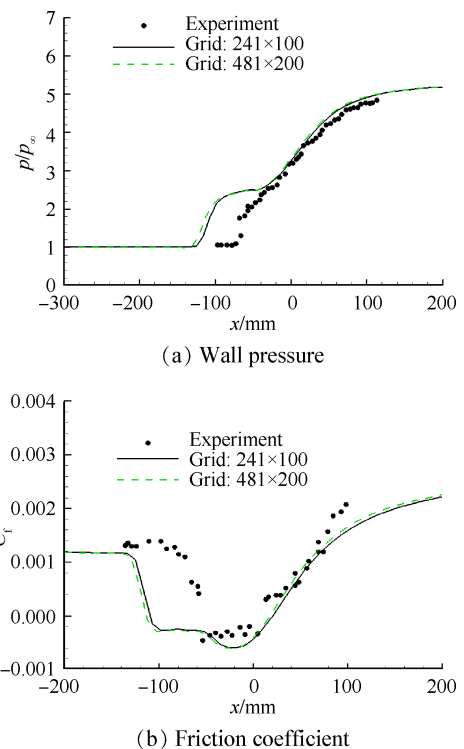 7
6
5
4
3
2
1
0
p/p∞
Experiment
Grid: 241×100
Grid: 481×200
−300 −200 −100 0 100 200
x/mm
(a) Wall pressure
0.004
0.003
0.002
0.001
0.000
−0.001
Cf
Experiment
Grid: 241×100
Grid: 481×200
−200 −100 0 100 200
x/mm
(b) Friction coefficient